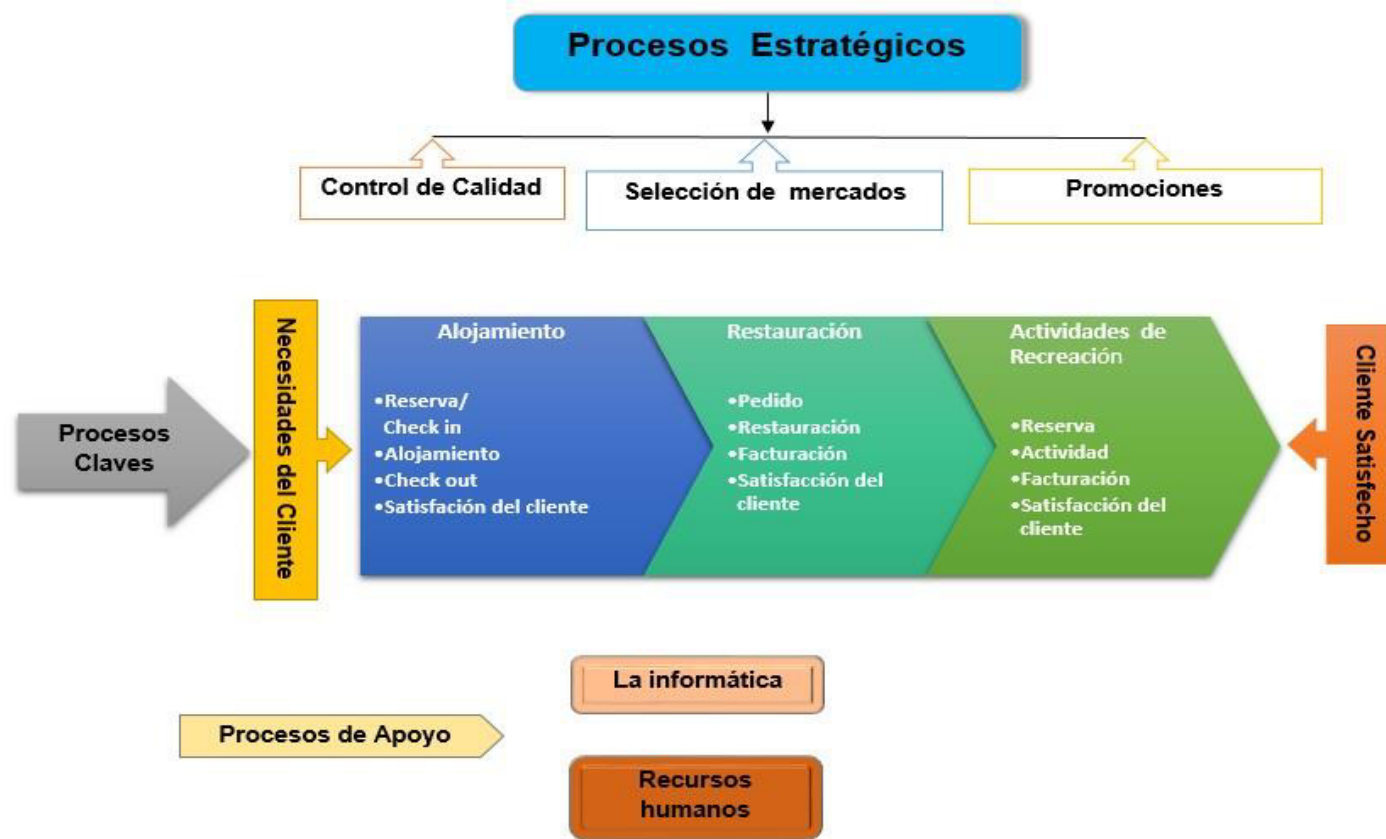 Procesos Estratégicos
Control de Calidad
Selección de mercados
Promociones
Procesos
Claves
Necesidades del Cliente
Alojamiento
•Reserva/
Check in
•Alojamiento
•Check out
•Satisfación del cliente
Restauración
•Pedido
•Restauración
•Facturación
•Satisfacción del
cliente
Actividades de
Recreación
•Reserva
•Actividad
•Facturación
•Satisfacción del
cliente
Cliente Satisfecho
Procesos de Apoyo
La informática
Recursos
humanos